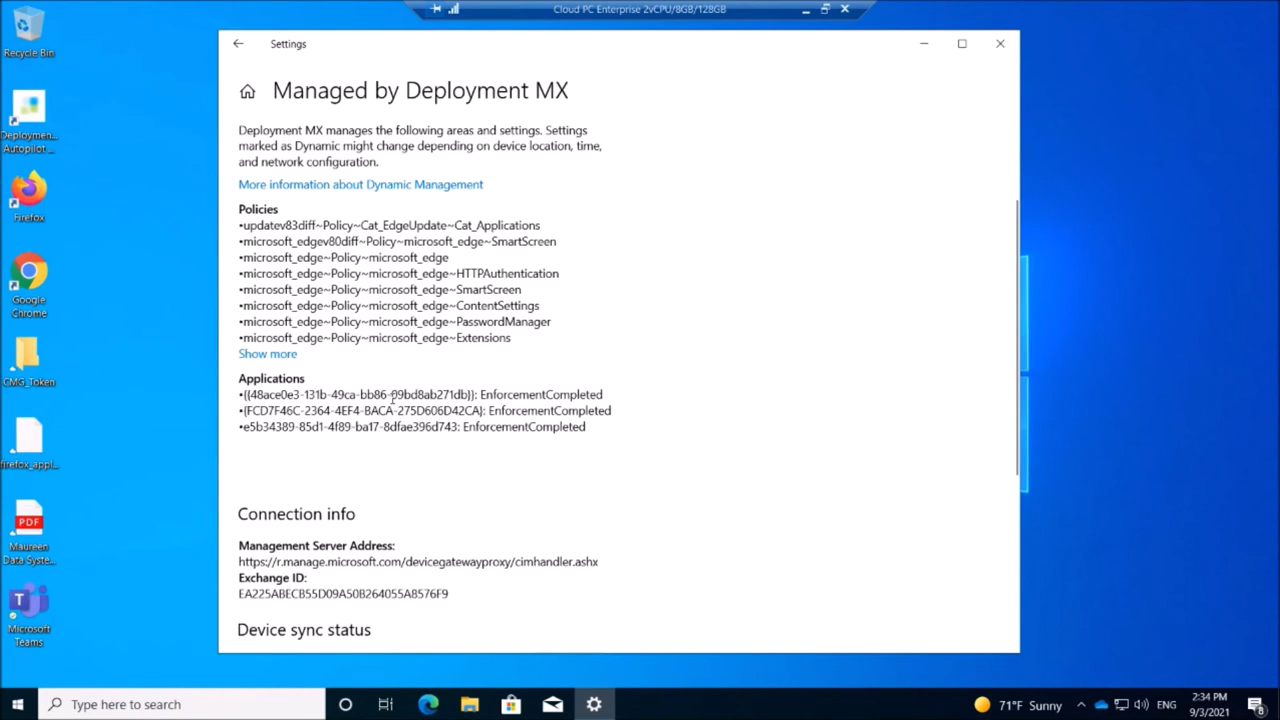 Cloud PC Enterprise 2vCPU/8GB/128GB
Recycle Bin
Deploymen...
Autopilot ...
Firefox
Google
Chrome
CMG_Token
firefox_appl...
PDF
Maureen
Data Syste...
Microsoft
Teams
Settings
Managed by Deployment MX
Deployment MX manages the following areas and settings. Settings
marked as Dynamic might change depending on device location, time,
and network configuration.
More information about Dynamic Management
Policies
•updatev83diff~Policy~Cat_EdgeUpdate~Cat_Applications
•microsoft_edgev80diff~Policy~microsoft_edge~SmartScreen
•microsoft_edge~Policy~microsoft_edge
•microsoft_edge~Policy~microsoft_edge~HTTPAuthentication
•microsoft_edge~Policy~microsoft_edge~SmartScreen
•microsoft_edge~Policy~microsoft_edge~ContentSettings
•microsoft_edge~Policy~microsoft_edge~PasswordManager
•microsoft_edge~Policy~microsoft_edge~Extensions
Show more
Applications
•{{48ace0e3-131b-49ca-bb86-09bd8ab271db}}: EnforcementCompleted
•{FCD7F46C-2364-4EF4-BACA-275D606D42CA}: EnforcementCompleted
•e5b34389-85d1-4f89-ba17-8dfae396d743: EnforcementCompleted
Connection info
Management Server Address:
https://r.manage.microsoft.com/devicegatewayproxy/cimhandler.ashx
Exchange ID:
EA225ABECB55D09A50B264055A8576F9
Device sync status
Type here to search
71°F Sunny
ENG
2:34 PM
9/3/2021
8